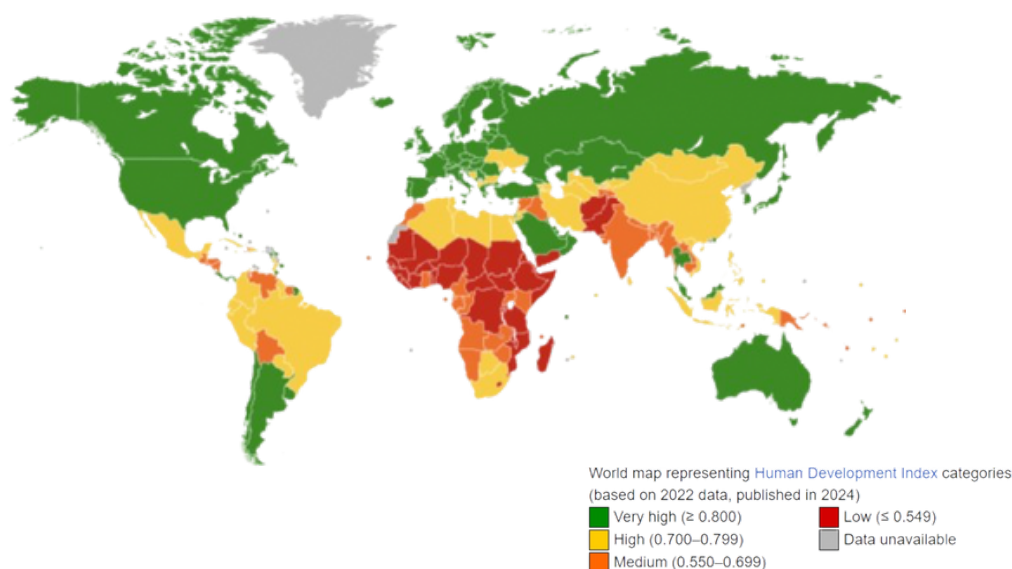 World map representing Human Development Index categories
(based on 2022 data, published in 2024)
Very high (≥ 0.800)
High (0.700–0.799)
Medium (0.550–0.699)
Low (≤ 0.549)
Data unavailable